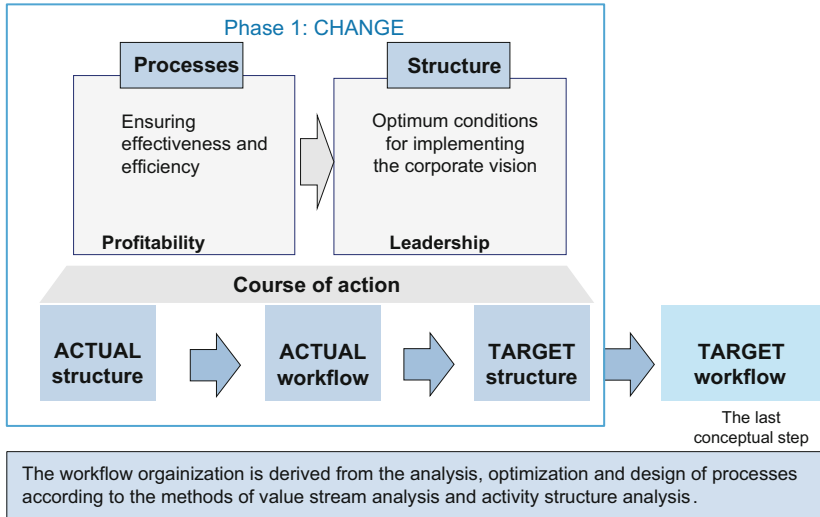 Phase 1: CHANGE
Processes
Ensuring
effectiveness and
efficiency
Profitability
Structure
Optimum conditions
for implementing
the corporate vision
Leadership
Course of action
ACTUAL
structure
ACTUAL
workflow
TARGET
structure
TARGET
workflow
The last
conceptual step
The workflow orgainization is derived from the analysis, optimization and design of processes
according to the methods of value stream analysis and activity structure analysis.